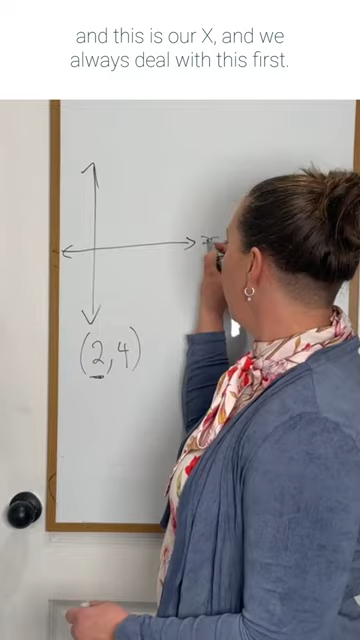 and this is our X, and we
always deal with this first.
(2,4)